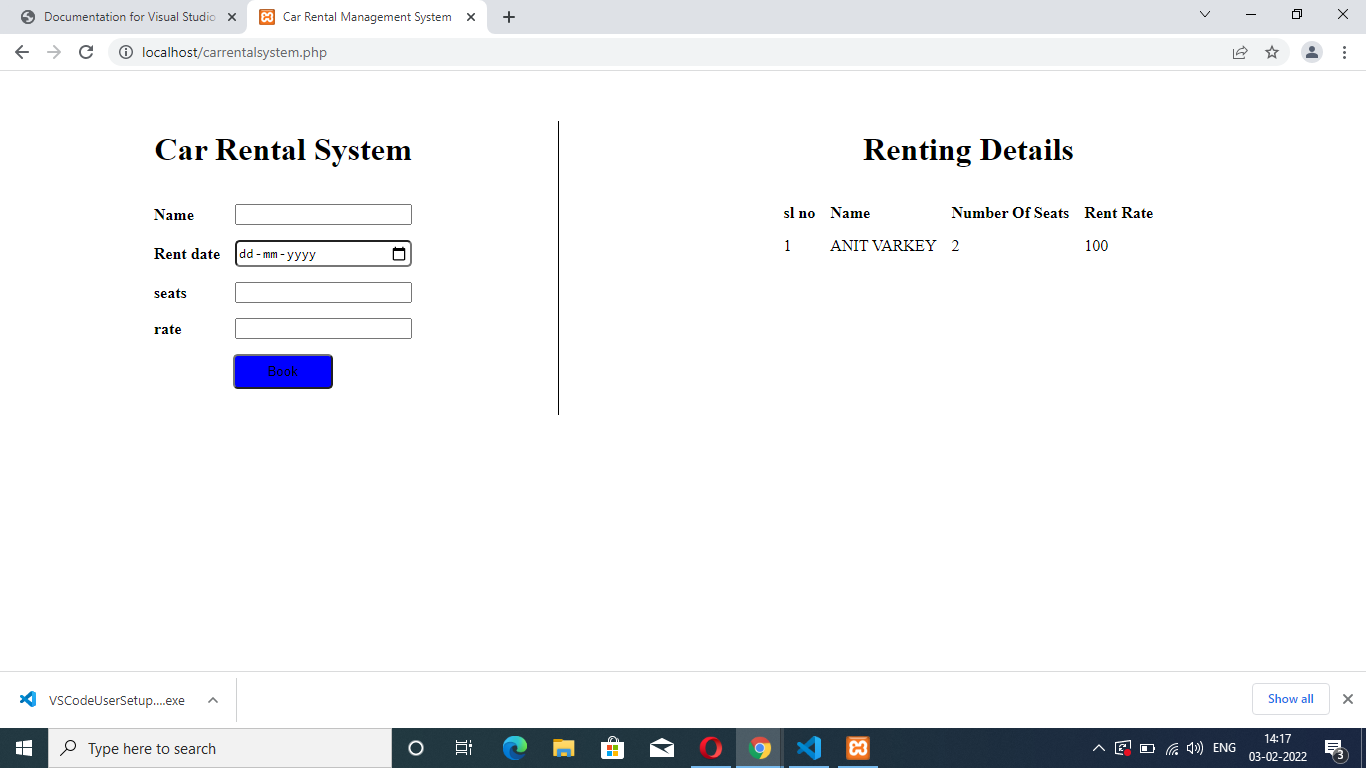 Documentation for Visual Studio
Car Rental Management System
localhost/carrentalsystem.php
Car Rental System
Name
Rent date
dd-mm-yyyy
seats
rate
Book
Renting Details
sl no Name Number Of Seats Rent Rate
1 ANIT VARKEY 2 100
VSCodeUserSetup....exe
Show all
Type here to search
ENG
14:17
03-02-2022
3